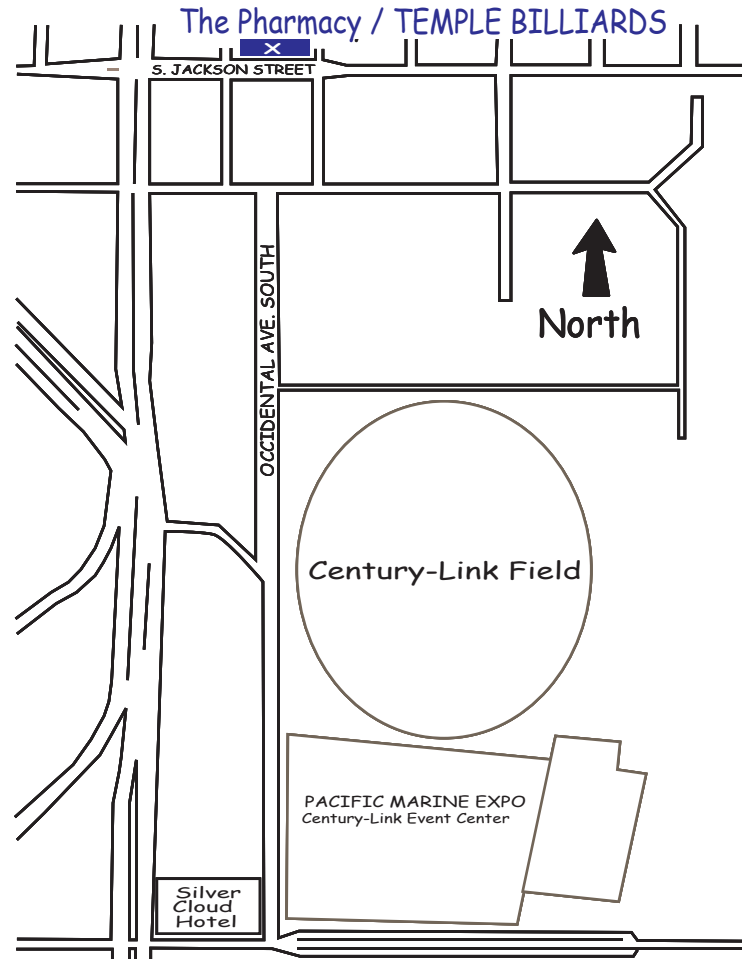 The Pharmacy / TEMPLE BILLIARDS
X
S. JACKSON STREET
OCCIDENTAL AVE. SOUTH
North
Century-Link Field
PACIFIC MARINE EXPO
Century-Link Event Center
Silver
Cloud
Hotel